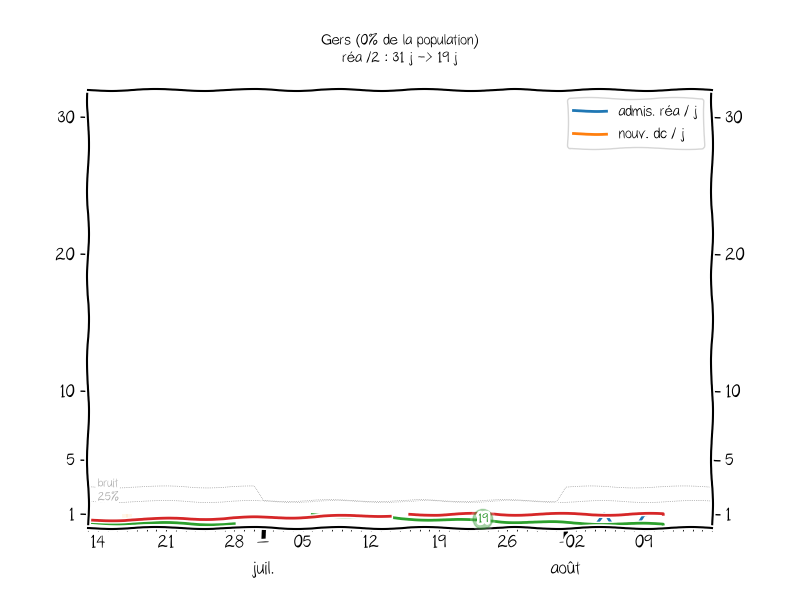 Gers (0% de la population)
réa /2 : 31 j -> 19 j
admis. réa / j
nouv. dc / j
30
30
20
20
10
10
5
5
bruit
25%
1
1
19
14 21 28 05 12 19 26 02 09
juil. août